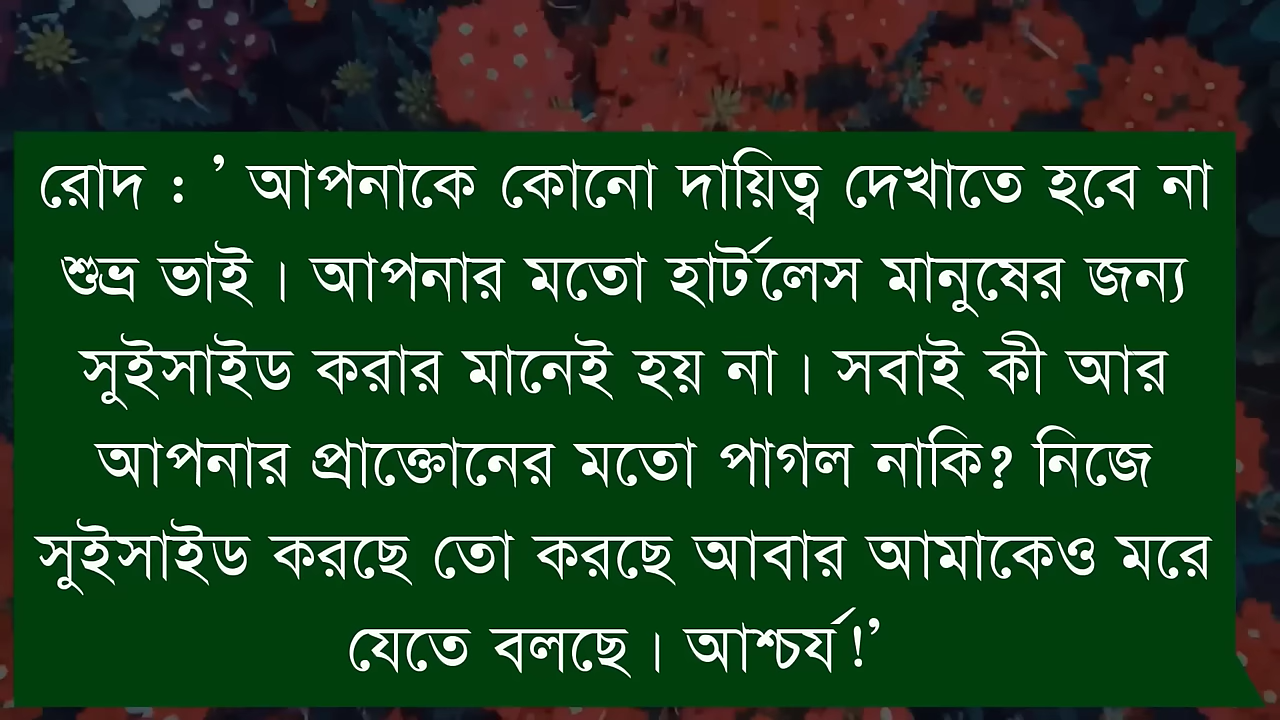 রোদ : ’ আপনাকে কোনো দায়িত্ব দেখাতে হবে না
শুভ্র ভাই । আপনার মতো হার্টলেস মানুষের জন্য
সুইসাইড করার মানেই হয় না । সবাই কী আর
আপনার প্রাক্তোনের মতো পাগল নাকি? নিজে
সুইসাইড করছে তো করছে আবার আমাকেও মরে
যেতে বলছে । আশ্চর্য !’